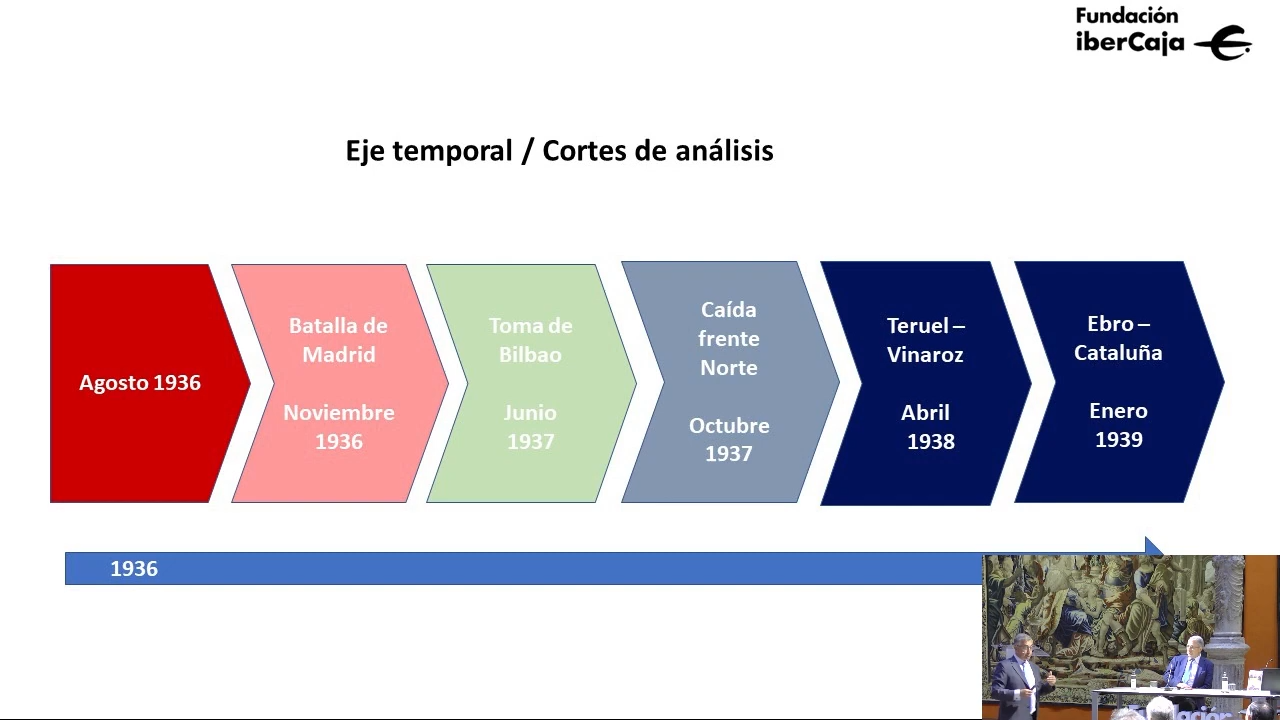 Fundación
iberCaja
Eje temporal / Cortes de análisis
Agosto 1936
Batalla de
Madrid
Noviembre
1936
Toma de
Bilbao
Junio
1937
Caída
frente
Norte
Octubre
1937
Teruel –
Vinaroz
Abril
1938
Ebro –
Cataluña
Enero
1939
1936